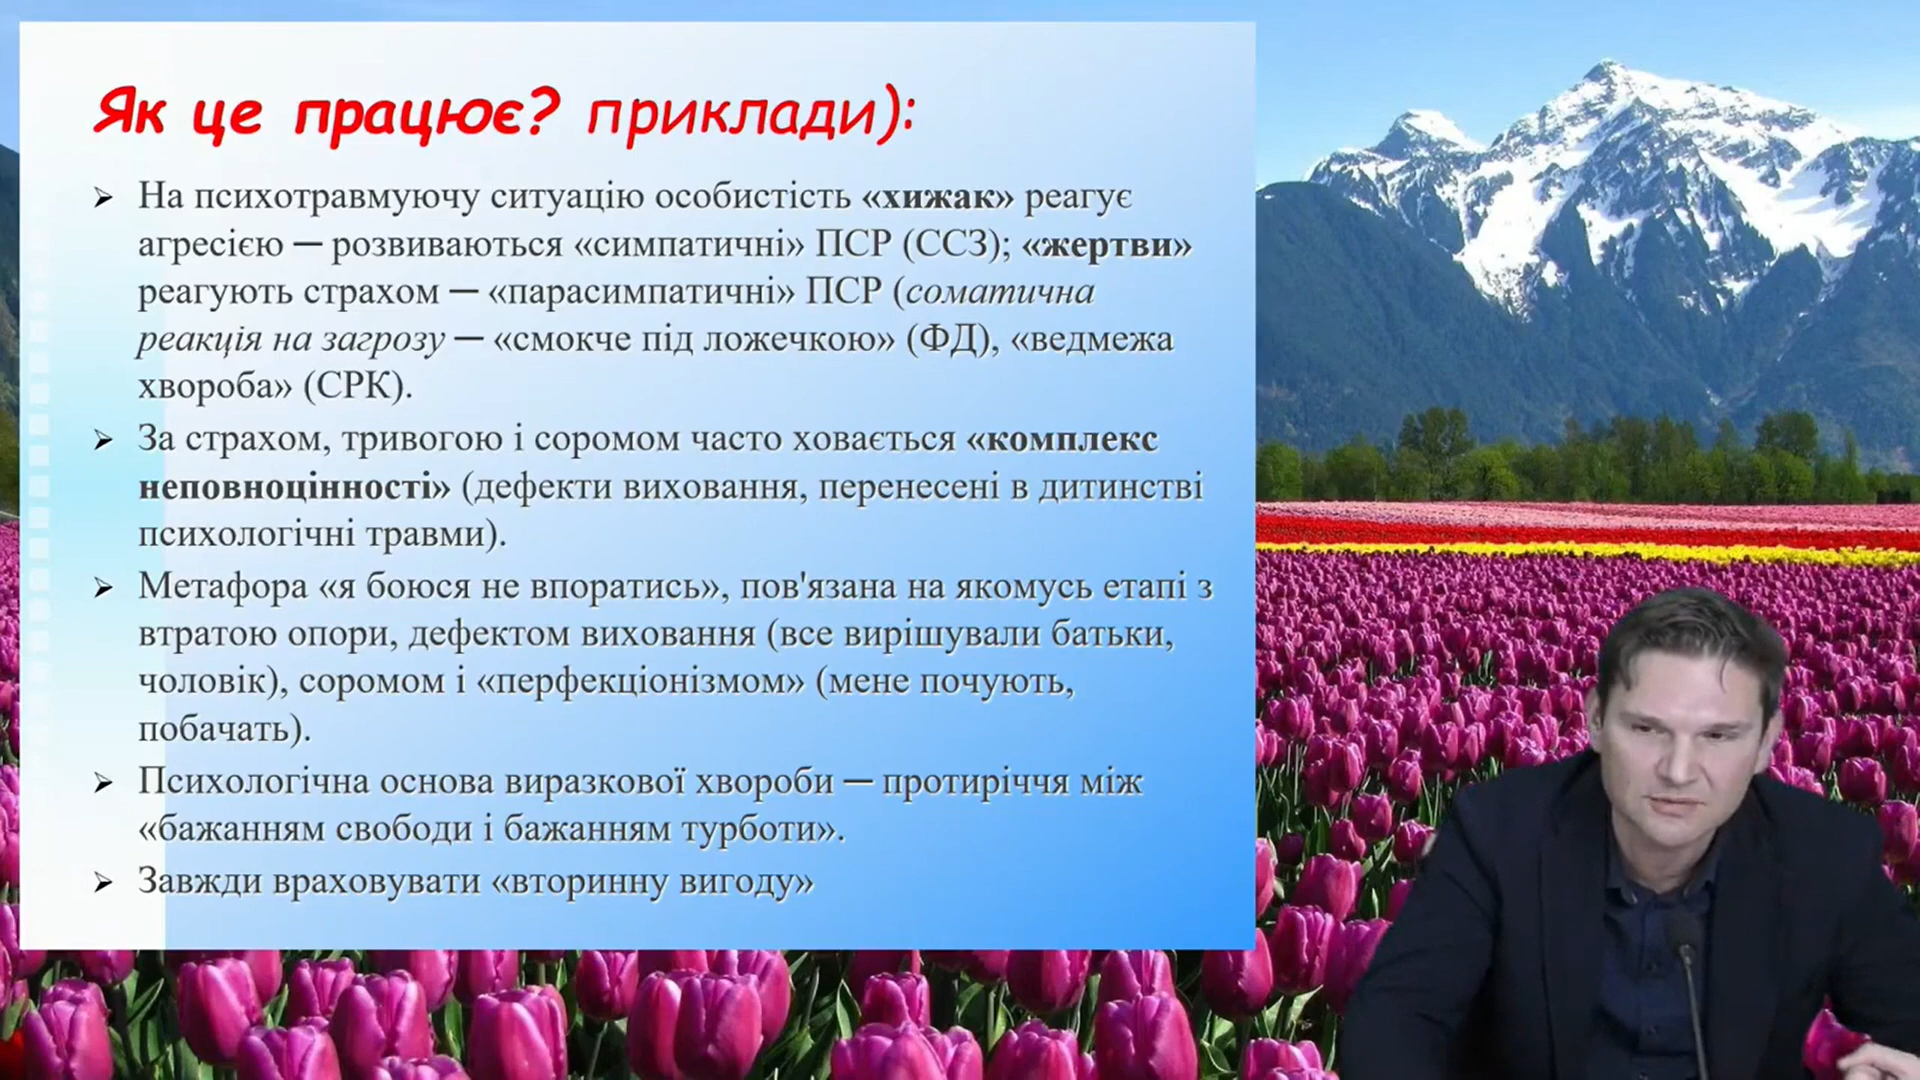 Як це працює? приклади):
На психотравмуючу ситуацію особистість «хижак» реагує
агресією — розвиваються «симпатичні» ПСР (ССЗ); «жертви»
реагують страхом — «парасимпатичні» ПСР (соматична
реакція на загрозу — «смокче під ложечкою» (ФД), «ведмежа
хвороба» (СРК).
За страхом, тривогою і соромом часто ховається «комплекс
неповноцінності» (дефекти виховання, перенесені в дитинстві
психологічні травми).
Метафора «я боюся не впоратись», пов'язана на якомусь етапі з
втратою опори, дефектом виховання (все вирішували батьки,
чоловік), соромом і «перфекціонізмом» (мене почують,
побачать).
Психологічна основа виразкової хвороби — протиріччя між
«бажанням свободи і бажанням турботи».
Завжди враховувати «вторинну вигоду»